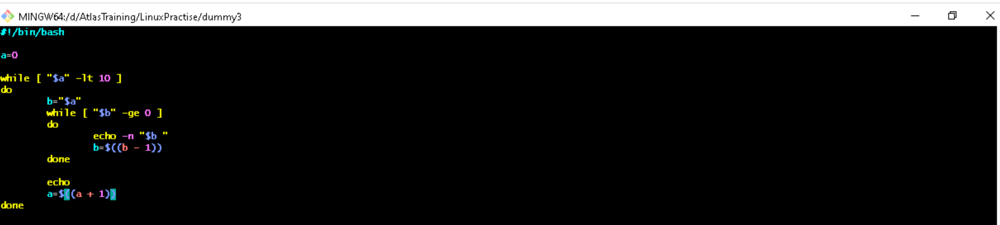 MINGW64:/d/AtlasTraining/LinuxPractise/dummy3
#!/bin/bash
a=0
while [ "$a" -lt 10 ]
do
        b="$a"
        while [ "$b" -ge 0 ]
        do
                echo -n "$b "
                b=$((b - 1))
        done
        echo
        a=$((a + 1))
done